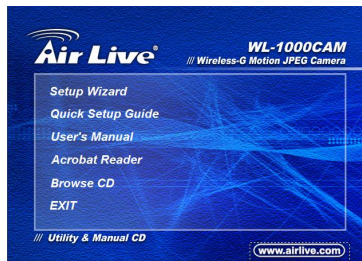 Air Live®
WL-1000CAM
/// Wireless-G Motion JPEG Camera
Setup Wizard
Quick Setup Guide
User's Manual
Acrobat Reader
Browse CD
EXIT
/// Utility & Manual CD
www.airlive.com